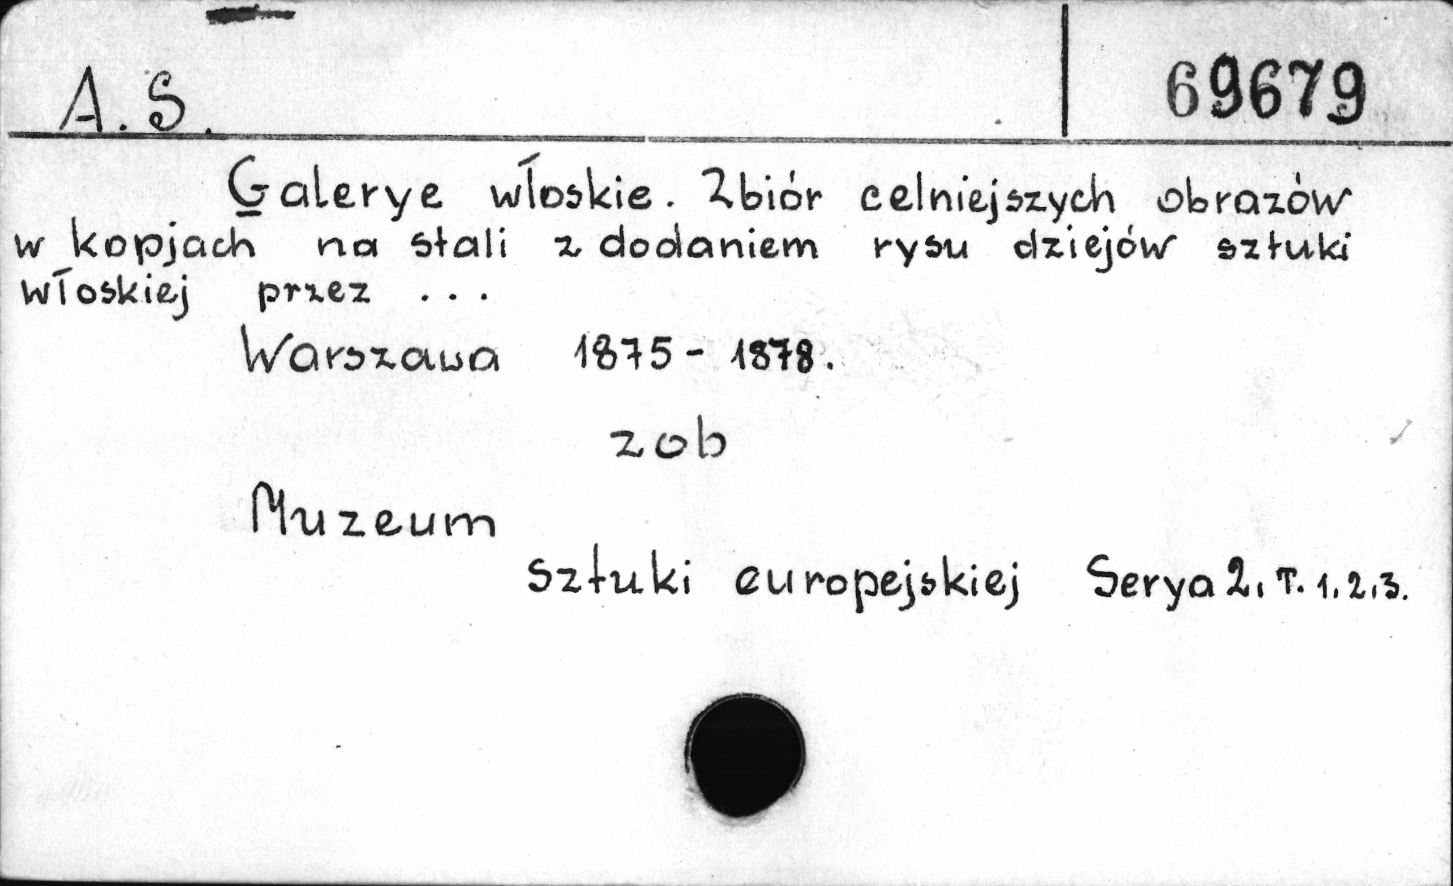 A. S.
69679
Galerye włoskie. Zbiór celniejszych obrazów
w kopjach na stali z dodaniem rysu dziejów sztuki
włoskiej przez ...
Warszawa 1875 - 1878.
zob
Muzeum
sztuki europejskiej Serya 2, T. 1, 2, 3.